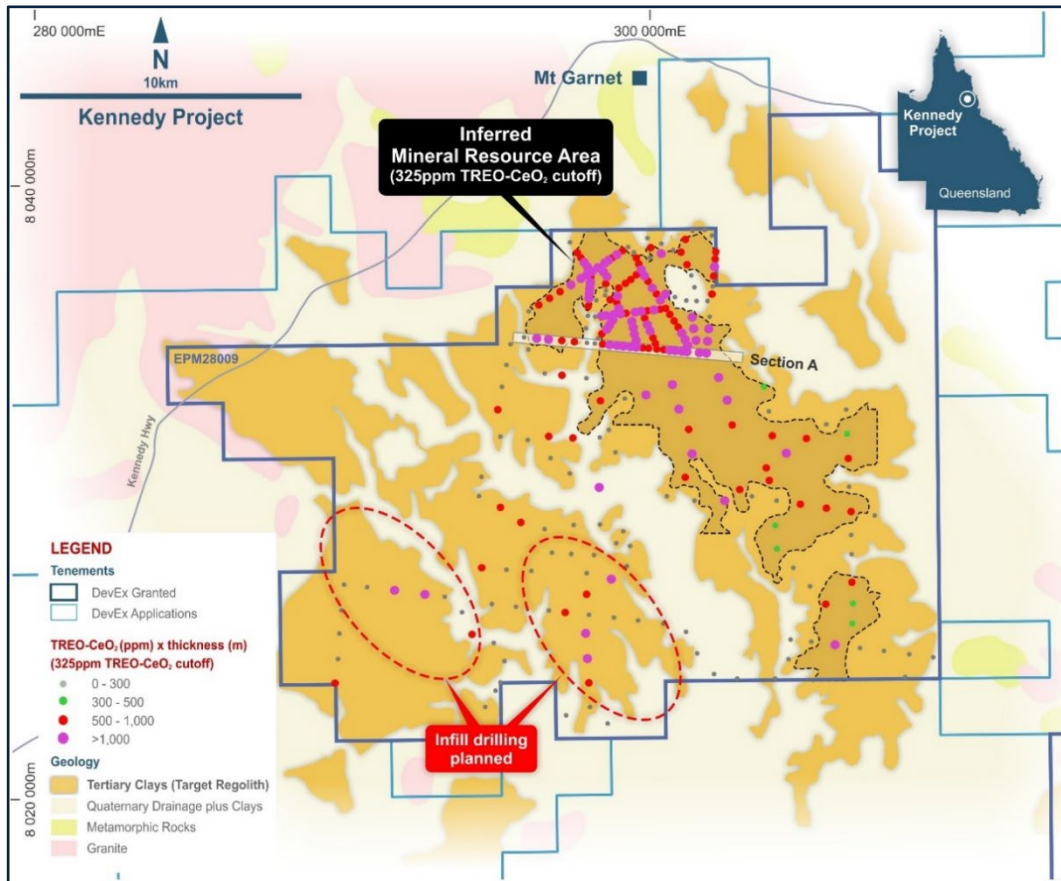 280 000mE
300 000mE
N
10km
Kennedy Project
Mt Garnet
Kennedy
Project
Queensland
Inferred
Mineral Resource Area
(325ppm TREO-CeO₂ cutoff)
8 040 000m
EPM28009
Section A
Kennedy Hwy
LEGEND
Tenements
DevEx Granted
DevEx Applications
TREO-CeO₂ (ppm) x thickness (m)
(325ppm TREO-CeO₂ cutoff)
0 - 300
300 - 500
500 - 1,000
>1,000
Geology
Tertiary Clays (Target Regolith)
Quaternary Drainage plus Clays
Metamorphic Rocks
Granite
Infill drilling
planned
8 020 000m